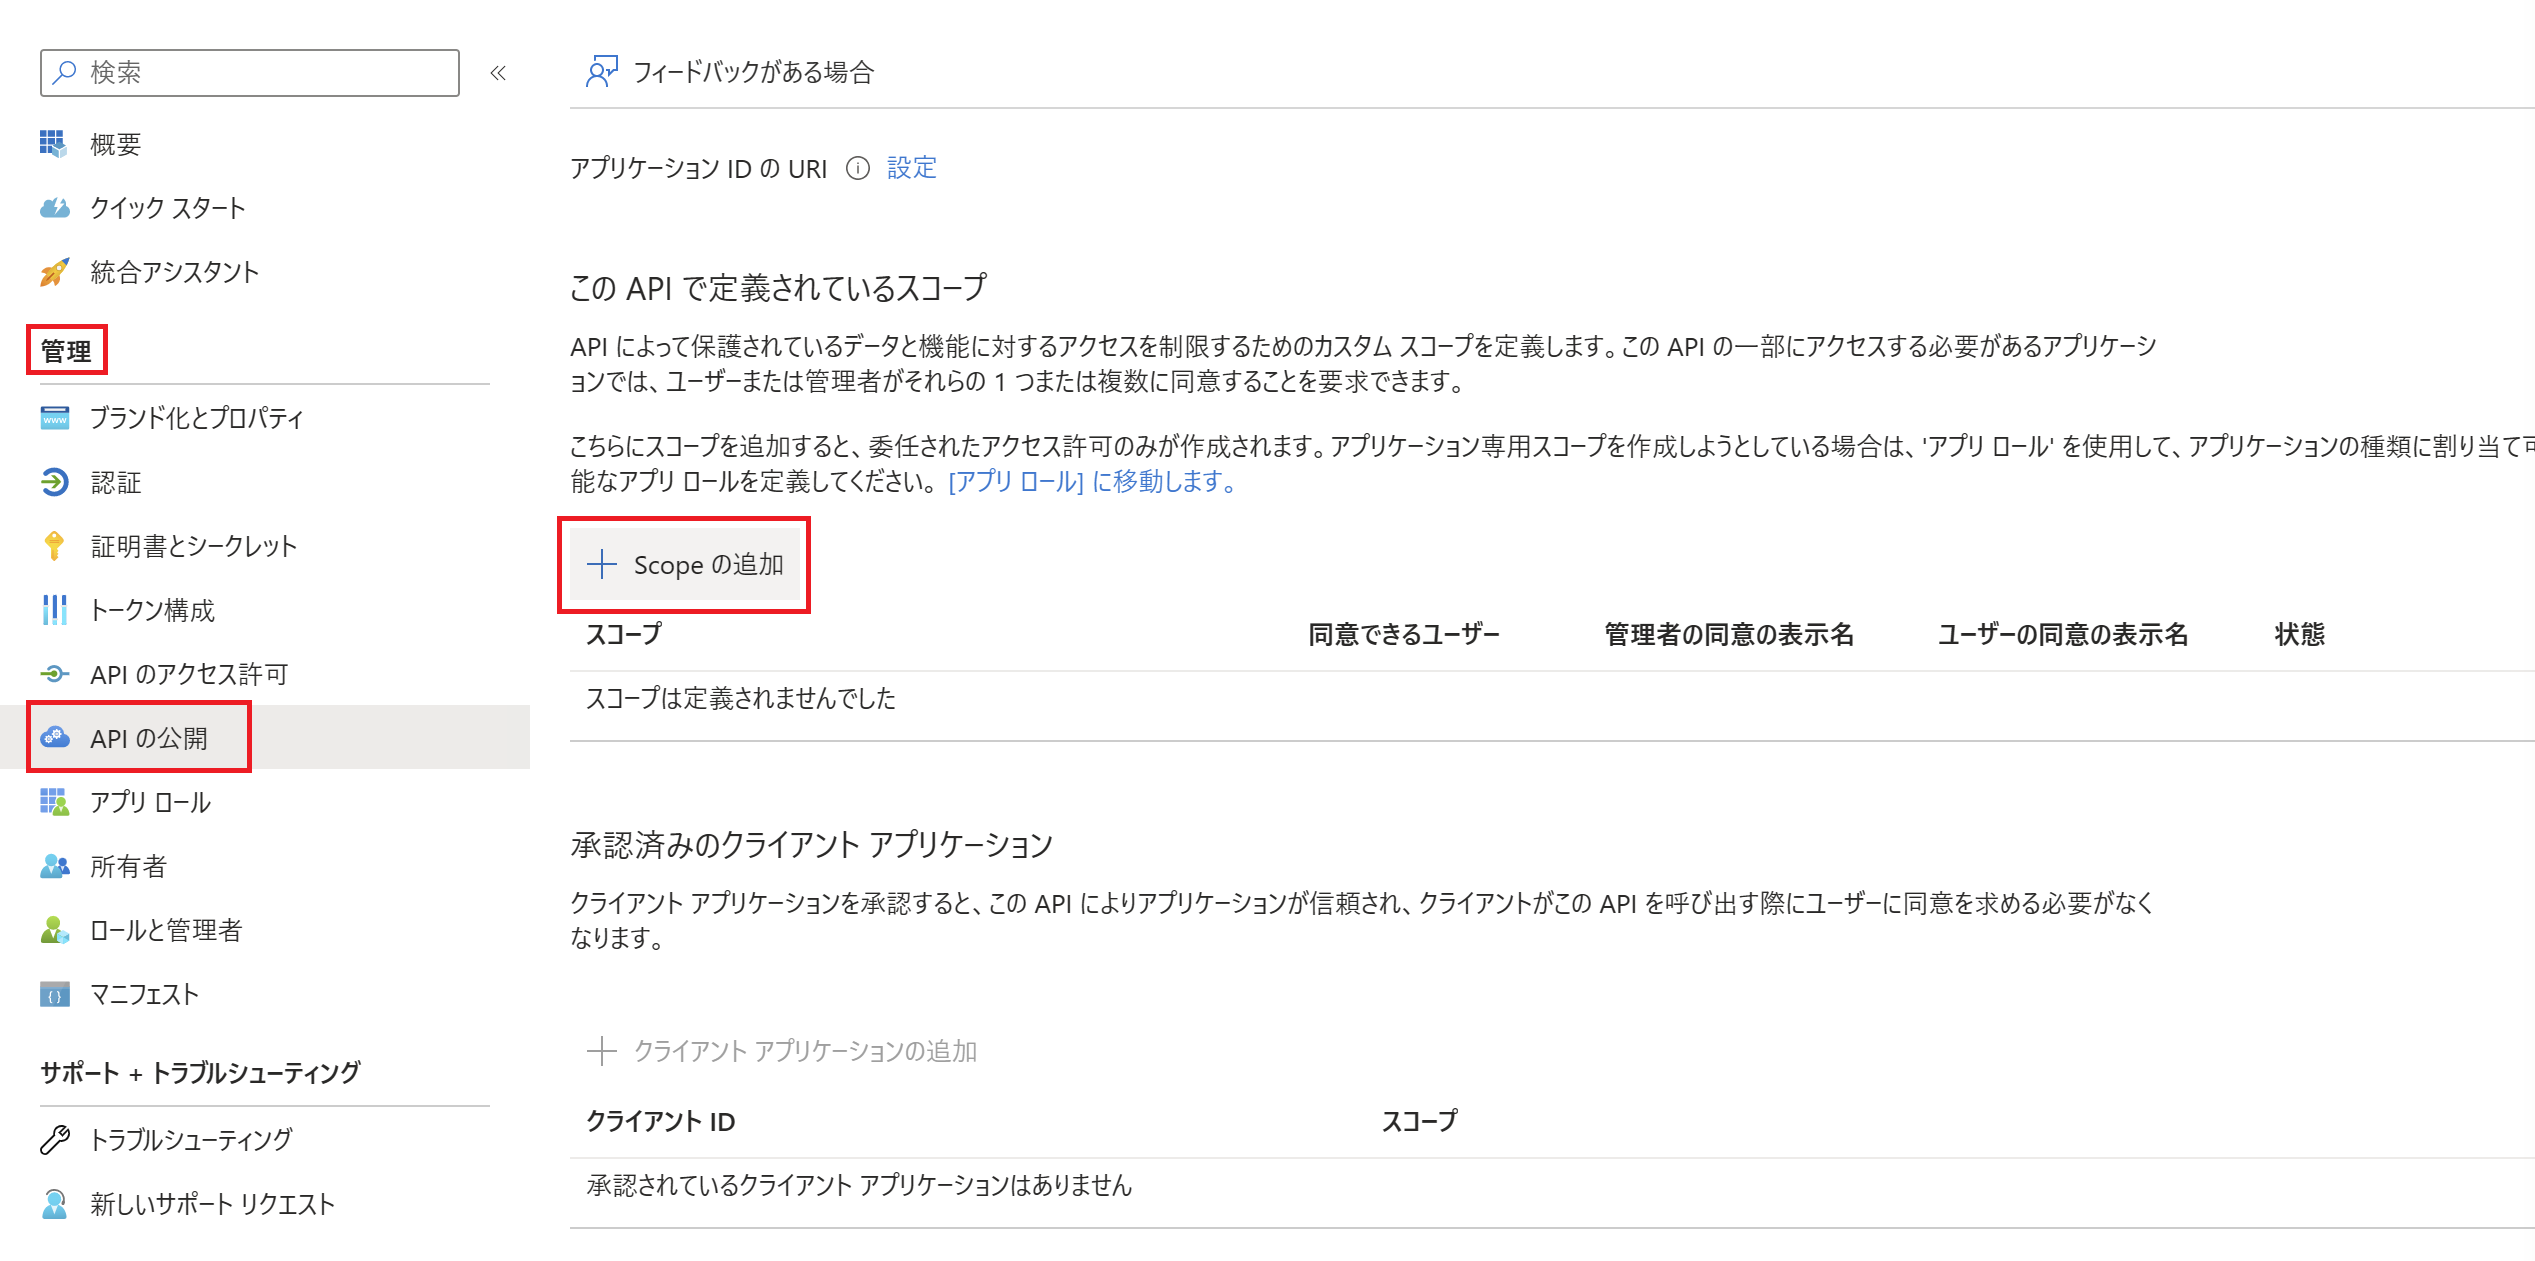 検索
概要
クイック スタート
統合アシスタント
管理
ブランド化とプロパティ
認証
証明書とシークレット
トークン構成
API のアクセス許可
API の公開
アプリ ロール
所有者
ロールと管理者
マニフェスト
サポート + トラブルシューティング
トラブルシューティング
新しいサポート リクエスト
フィードバックがある場合
アプリケーション ID の URI 設定
この API で定義されているスコープ
API によって保護されているデータと機能に対するアクセスを制限するためのカスタム スコープを定義します。この API の一部にアクセスする必要があるアプリケーシ
ョンでは、ユーザーまたは管理者がそれらの 1 つまたは複数に同意することを要求できます。
こちらにスコープを追加すると、委任されたアクセス許可のみが作成されます。アプリケーション専用スコープを作成しようとしている場合は、'アプリ ロール' を使用して、アプリケーションの種類に割り当て可
能なアプリ ロールを定義してください。 [アプリ ロール] に移動します。
Scope の追加
スコープ 同意できるユーザー 管理者の同意の表示名 ユーザーの同意の表示名 状態
スコープは定義されませんでした
承認済みのクライアント アプリケーション
クライアント アプリケーションを承認すると、この API によりアプリケーションが信頼され、クライアントがこの API を呼び出す際にユーザーに同意を求める必要がなく
なります。
クライアント アプリケーションの追加
クライアント ID スコープ
承認されているクライアント アプリケーションはありません